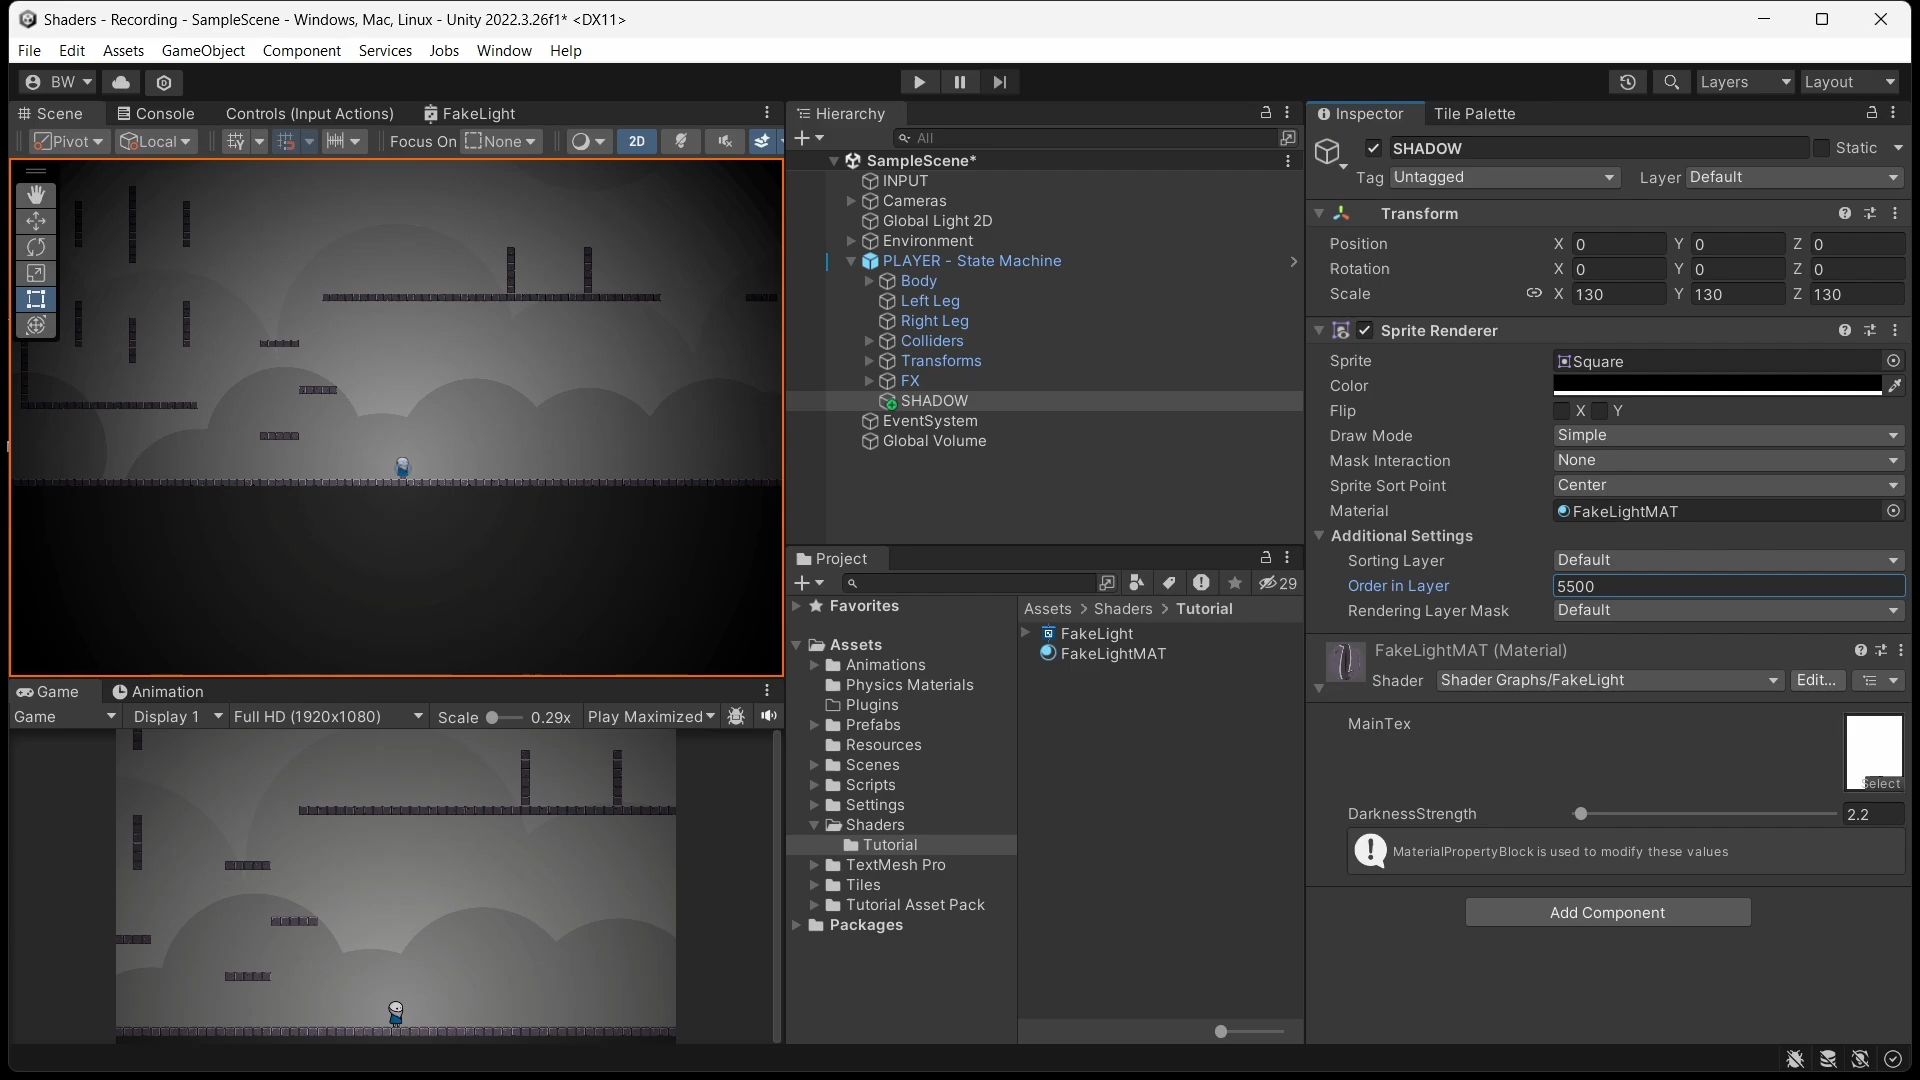 Shaders - Recording - SampleScene - Windows, Mac, Linux - Unity 2022.3.26f1* <DX11>
File Edit Assets GameObject Component Services Jobs Window Help
BW
Layers
Layout
Scene
Console
Controls (Input Actions)
FakeLight
Pivot
Local
Focus On
None
2D
Hierarchy
All
SampleScene*
INPUT
Cameras
Global Light 2D
Environment
PLAYER - State Machine
Body
Left Leg
Right Leg
Colliders
Transforms
FX
SHADOW
EventSystem
Global Volume
Project
29
Favorites
Assets
Animations
Physics Materials
Plugins
Prefabs
Resources
Scenes
Scripts
Settings
Shaders
Tutorial
TextMesh Pro
Tiles
Tutorial Asset Pack
Packages
Assets > Shaders > Tutorial
FakeLight
FakeLightMAT
Game
Animation
Game
Display 1
Full HD (1920x1080)
Scale
0.29x
Play Maximized
Inspector
Tile Palette
SHADOW
Static
Tag Untagged
Layer Default
Transform
Position X 0 Y 0 Z 0
Rotation X 0 Y 0 Z 0
Scale X 130 Y 130 Z 130
Sprite Renderer
Sprite Square
Color
Flip X Y
Draw Mode Simple
Mask Interaction None
Sprite Sort Point Center
Material FakeLightMAT
Additional Settings
Sorting Layer Default
Order in Layer 5500
Rendering Layer Mask Default
FakeLightMAT (Material)
Shader Shader Graphs/FakeLight Edit...
MainTex
Select
DarknessStrength 2.2
MaterialPropertyBlock is used to modify these values
Add Component